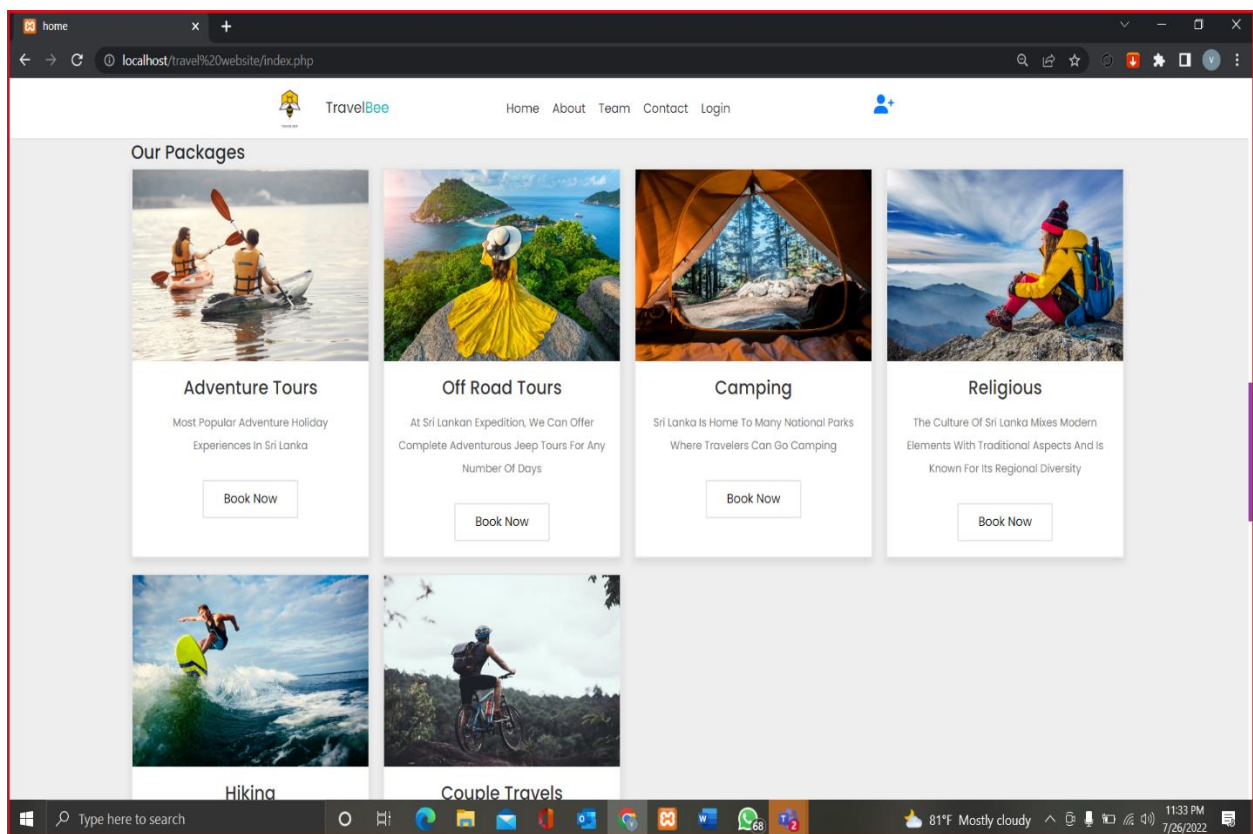 home
localhost/travel%20website/index.php
TravelBee
Home About Team Contact Login
Our Packages
Adventure Tours
Most Popular Adventure Holiday
Experiences In Sri Lanka
Book Now
Off Road Tours
At Sri Lankan Expedition, We Can Offer
Complete Adventurous Jeep Tours For Any
Number Of Days
Book Now
Camping
Sri Lanka Is Home To Many National Parks
Where Travelers Can Go Camping
Book Now
Religious
The Culture Of Sri Lanka Mixes Modern
Elements With Traditional Aspects And Is
Known For Its Regional Diversity
Book Now
Hiking
Couple Travels
Type here to search
68
2
81°F Mostly cloudy
11:33 PM
7/26/2022